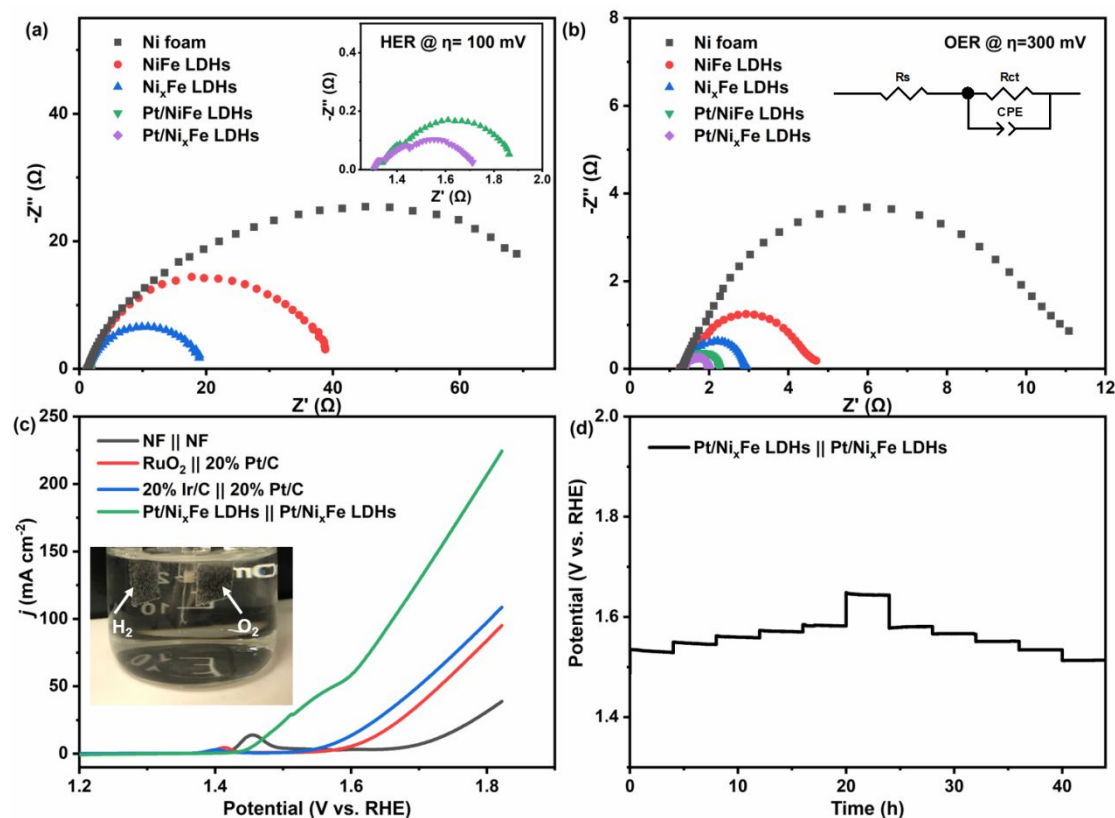 (a)
Ni foam
NiFe LDHs
NiₓFe LDHs
Pt/NiFe LDHs
Pt/NiₓFe LDHs
HER @ η= 100 mV
-Z'' (Ω)
0.4
0.2
0.0
1.4 1.6 1.8 2.0
Z' (Ω)
-Z'' (Ω)
40
20
0
0 20 40 60
Z' (Ω)
(b)
Ni foam
NiFe LDHs
NiₓFe LDHs
Pt/NiFe LDHs
Pt/NiₓFe LDHs
OER @ η=300 mV
Rs
Rct
CPE
-Z'' (Ω)
8
6
4
2
0
0 2 4 6 8 10 12
Z' (Ω)
(c)
NF || NF
RuO₂ || 20% Pt/C
20% Ir/C || 20% Pt/C
Pt/NiₓFe LDHs || Pt/NiₓFe LDHs
H₂
O₂
j (mA cm⁻²)
250
225
200
175
150
125
100
75
50
25
0
1.2 1.4 1.6 1.8
Potential (V vs. RHE)
(d)
Pt/NiₓFe LDHs || Pt/NiₓFe LDHs
Potential (V vs. RHE)
2.0
1.8
1.6
1.4
0 10 20 30 40
Time (h)